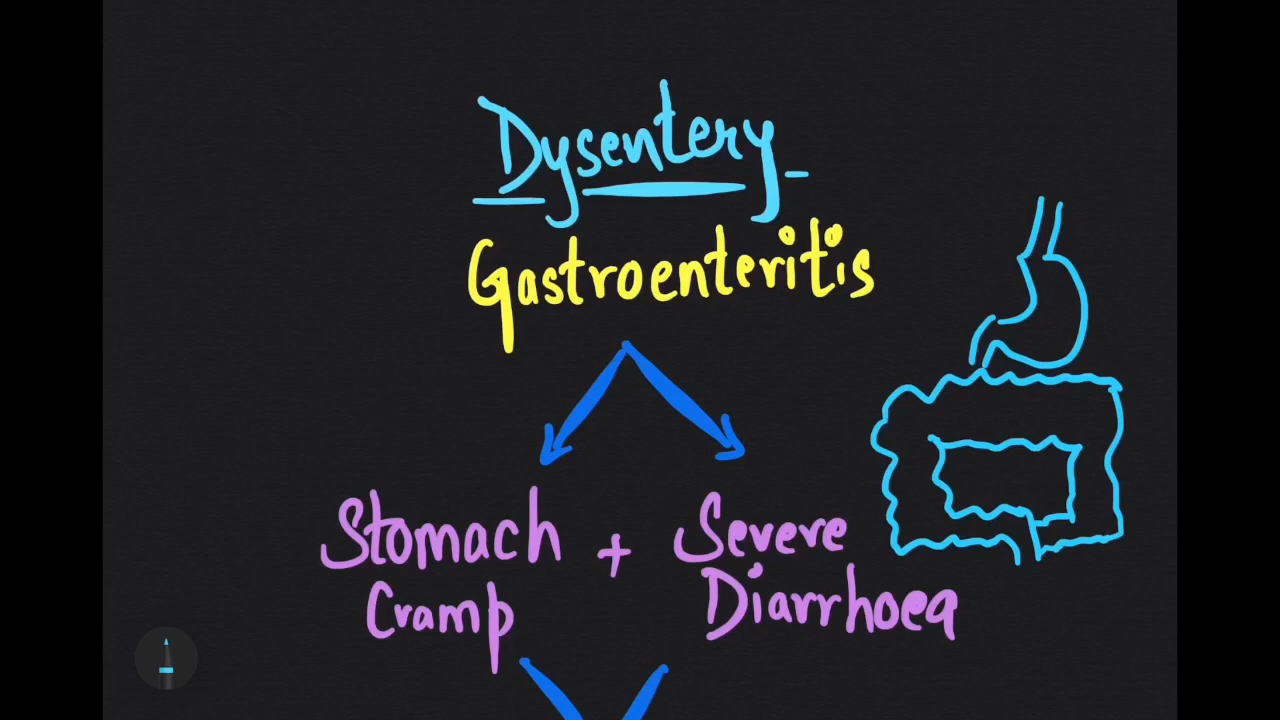 Dysentery
Gastroenteritis
Stomach + Severe
Cramp Diarrhoea